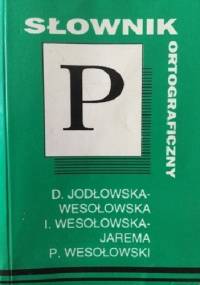 SŁOWNIK
ORTOGRAFICZNY
P
D. JODŁOWSKA-
WESOŁOWSKA
I. WESOŁOWSKA-
JAREMA
P. WESOŁOWSKI